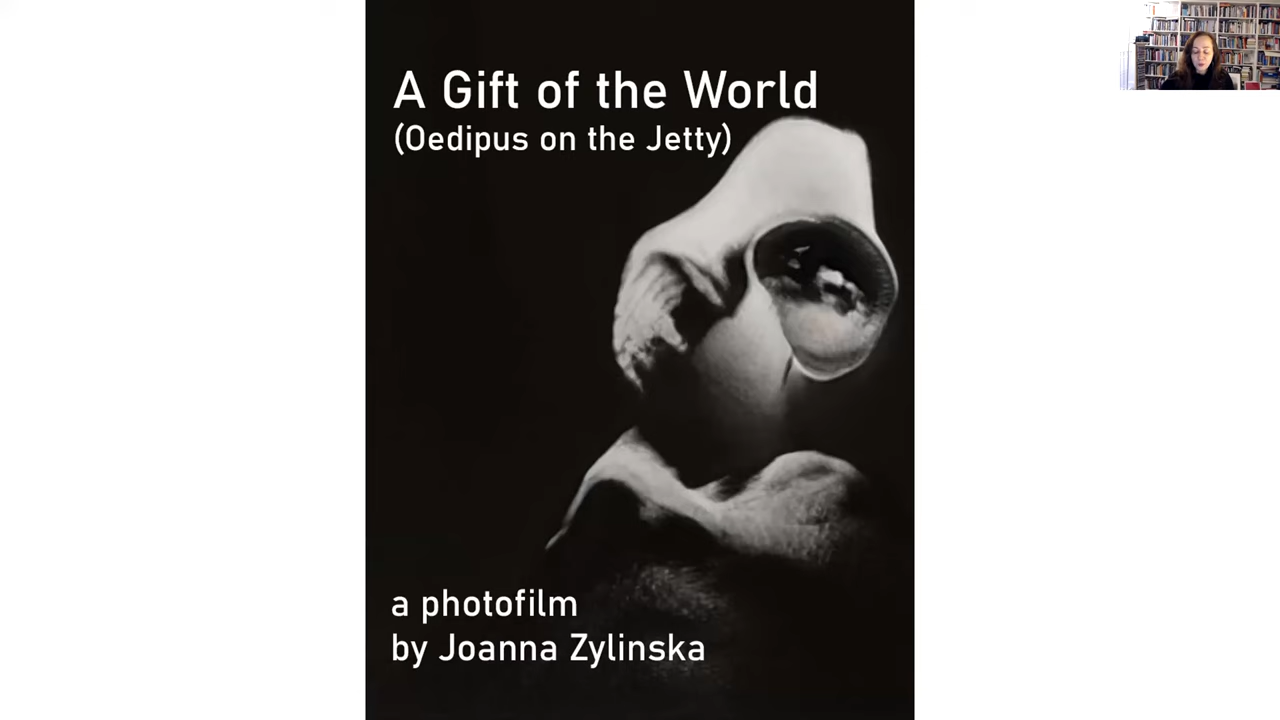 A Gift of the World
(Oedipus on the Jetty)
a photofilm
by Joanna Zylinska